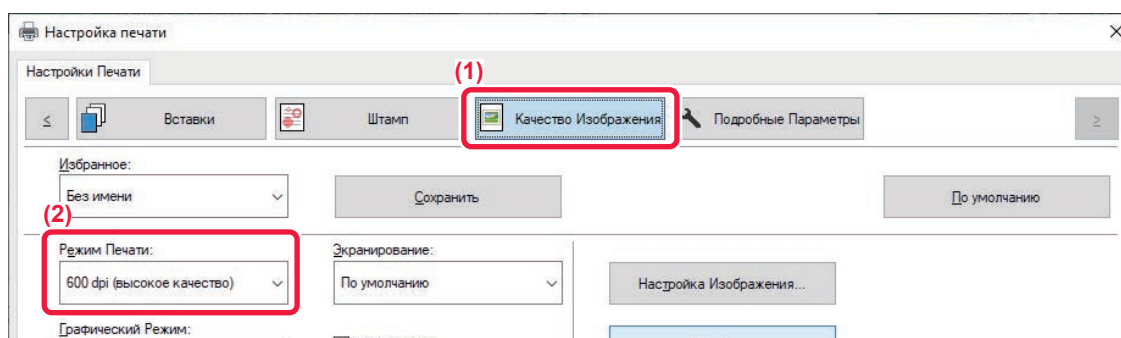 Настройка печати
Настройки Печати
(1)
Вставки
Штамп
Качество Изображения
Подробные Параметры
Избранное:
Без имени
Сохранить
По умолчанию
(2)
Режим Печати:
Экранирование:
600 dpi (высокое качество)
По умолчанию
Настройка Изображения...
Графический Режим: